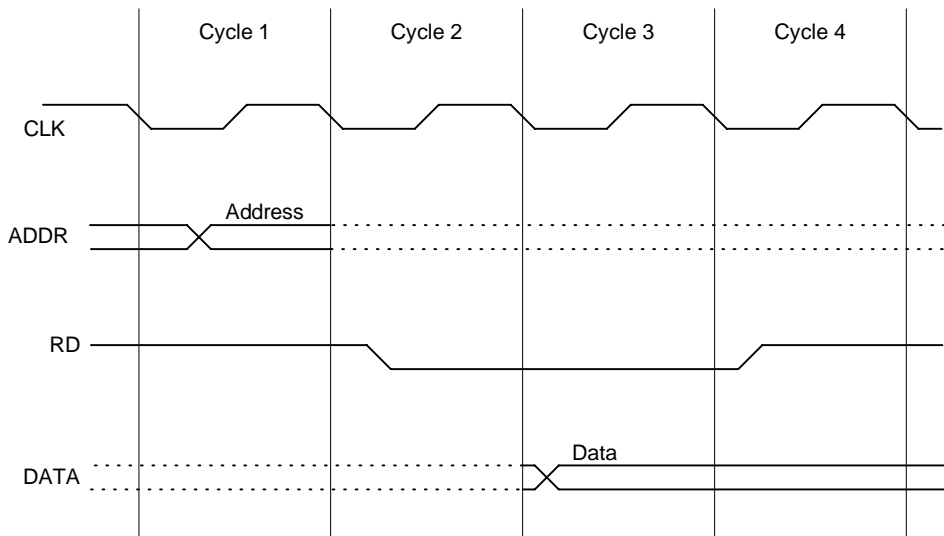 Cycle 1 Cycle 2 Cycle 3 Cycle 4
CLK
Address
ADDR
RD
Data
DATA